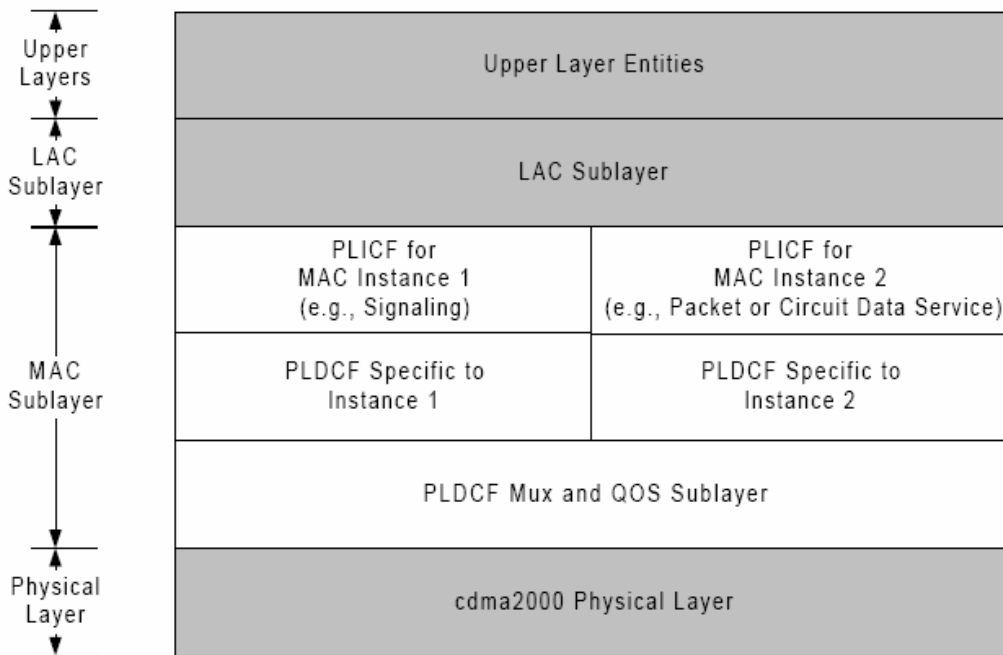 Upper
Layers
Upper Layer Entities
LAC
Sublayer
LAC Sublayer
MAC
Sublayer
PLICF for
MAC Instance 1
(e.g., Signaling)
PLICF for
MAC Instance 2
(e.g., Packet or Circuit Data Service)
PLDCF Specific to
Instance 1
PLDCF Specific to
Instance 2
PLDCF Mux and QOS Sublayer
Physical
Layer
cdma2000 Physical Layer